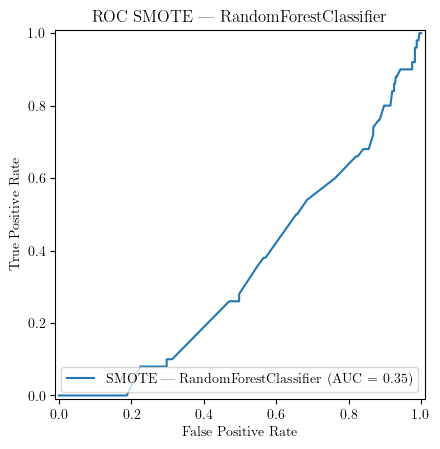 ROC SMOTE — RandomForestClassifier
1.0
0.8
0.6
0.4
0.2
0.0
True Positive Rate
SMOTE — RandomForestClassifier (AUC = 0.35)
0.0 0.2 0.4 0.6 0.8 1.0
False Positive Rate